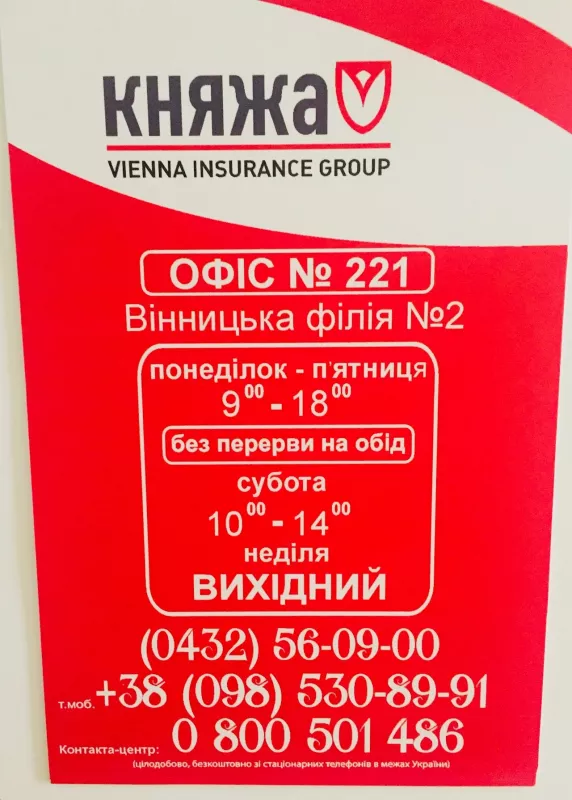 КНЯЖА
VIENNA INSURANCE GROUP
ОФІС № 221
Вінницька філія №2
понеділок - п'ятниця
9⁰⁰ - 18⁰⁰
без перерви на обід
субота
10⁰⁰ - 14⁰⁰
неділя
ВИХІДНИЙ
(0432) 56-09-00
т.моб. +38 (098) 530-89-91
Контакта-центр: 0 800 501 486
(цілодобово, безкоштовно зі стаціонарних телефонів в межах України)